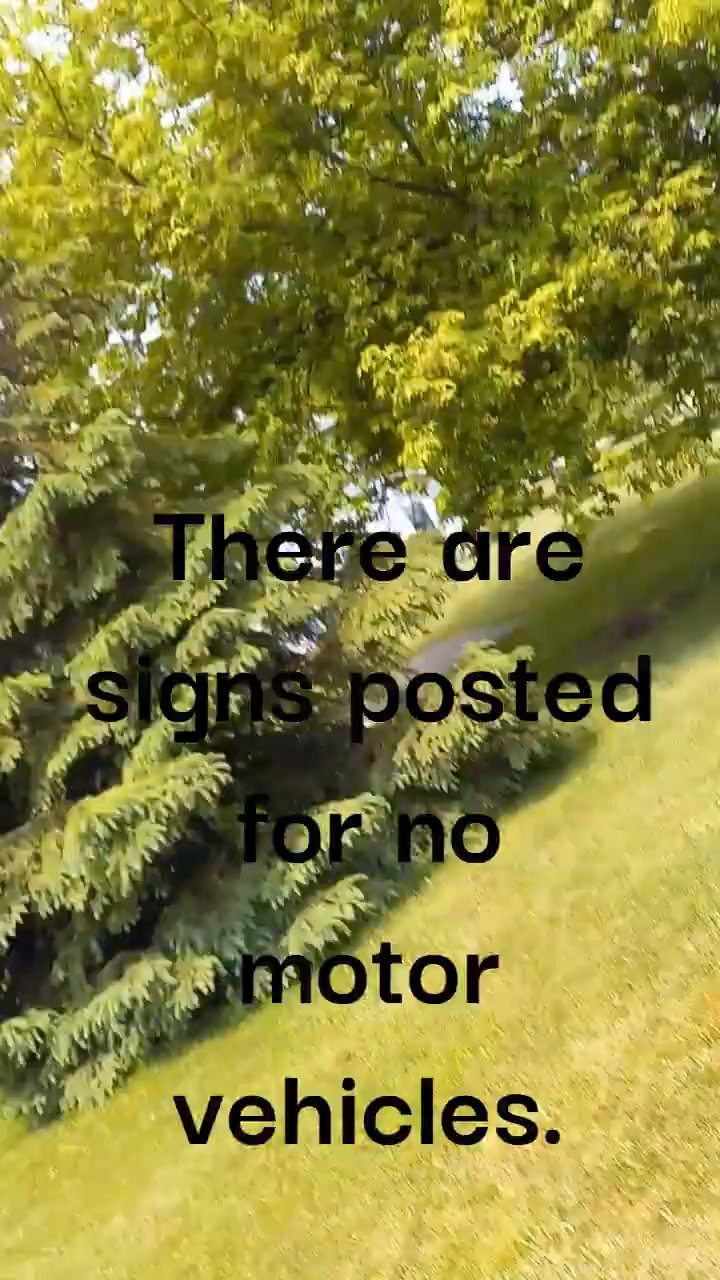 There are
signs posted
for no
motor
vehicles.